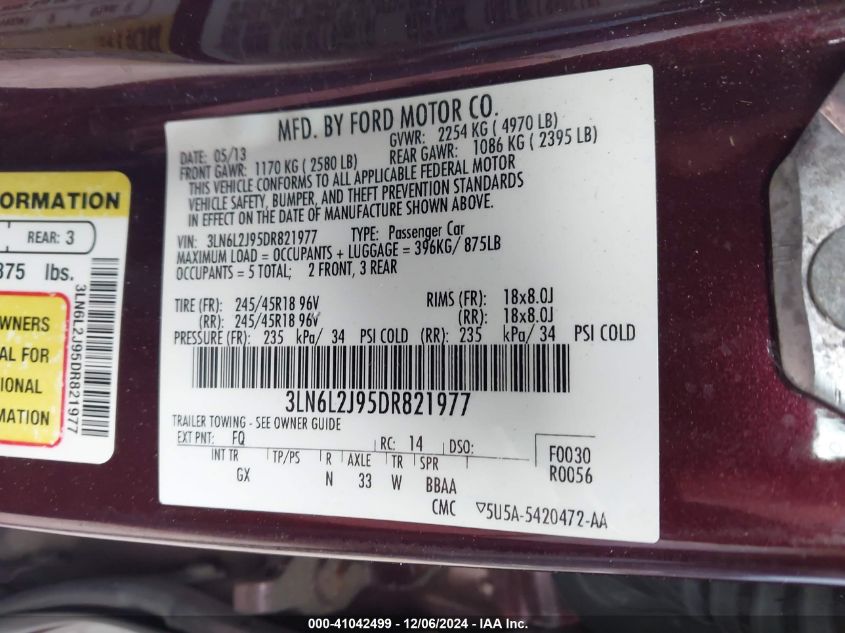 MFD. BY FORD MOTOR CO.
DATE: 05/13 GVWR: 2254 KG ( 4970 LB)
FRONT GAWR: 1170 KG ( 2580 LB) REAR GAWR: 1086 KG ( 2395 LB)
THIS VEHICLE CONFORMS TO ALL APPLICABLE FEDERAL MOTOR
VEHICLE SAFETY, BUMPER, AND THEFT PREVENTION STANDARDS
IN EFFECT ON THE DATE OF MANUFACTURE SHOWN ABOVE.
VIN: 3LN6L2J95DR821977 TYPE: Passenger Car
MAXIMUM LOAD = OCCUPANTS + LUGGAGE = 396KG/ 875LB
OCCUPANTS = 5 TOTAL; 2 FRONT, 3 REAR
TIRE (FR): 245/45R18 96V RIMS (FR): 18x8.0J
(RR): 245/45R18 96V (RR): 18x8.0J
PRESSURE (FR): 235 kPa/ 34 PSI COLD (RR): 235 kPa/ 34 PSI COLD
3LN6L2J95DR821977
TRAILER TOWING - SEE OWNER GUIDE
EXT PNT: FQ RC: 14 DSO:
INT TR TP/PS R AXLE TR SPR
GX N 33 W BBAA
F0030
R0056
CMC ▽5U5A-5420472-AA
ORMATION
REAR: 3
875 lbs.
WNERS
AL FOR
IONAL
ION
3LN6L2J95DR821977
000-41042499 - 12/06/2024 - IAA Inc.